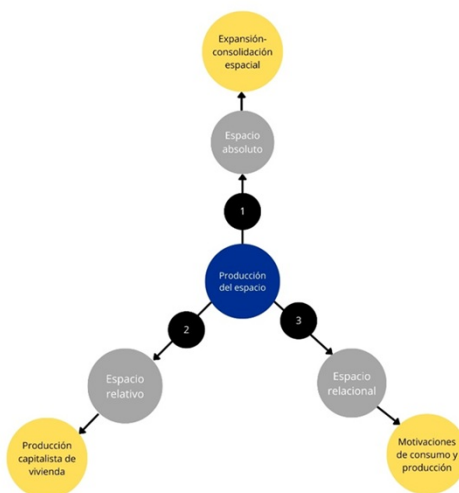 Expansión-
consolidación
espacial
Espacio
absoluto
1
Producción
del espacio
2
3
Espacio
relativo
Espacio
relacional
Producción
capitalista de
vivienda
Motivaciones
de consumo y
producción